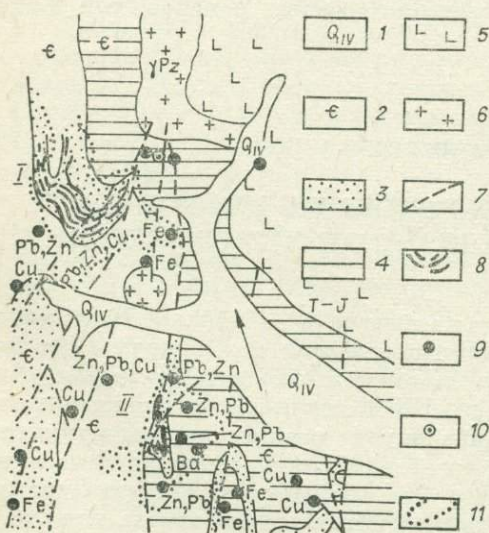 Q_IV 1
5
€ 2
6
3
7
4
8
9
10
11
€
€
γPz
Q_IV
I
Pb, Zn
Cu
Pb, Zn, Cu
Fe
Fe
Q_IV
T-J
Q_IV
€
Zn, Pb, Cu
Pb, Zn
Cu
II
€
Zn, Pb
Zn, Pb
Ba
€
Cu
Cu
Zn, Pb
Fe
Cu
Fe
Fe